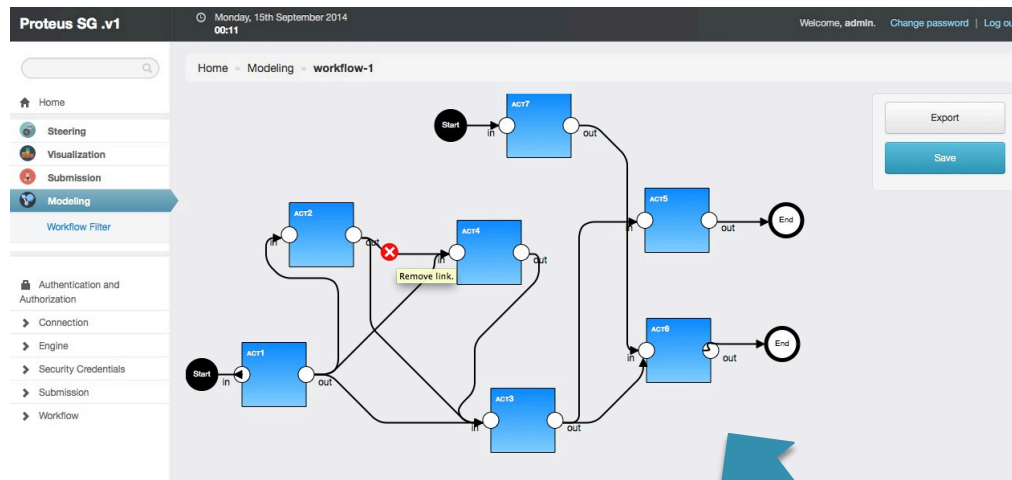 Proteus SG .v1
Monday, 15th September 2014
00:11
Welcome, admin. Change password | Log ou
Home » Modeling » workflow-1
Home
Steering
Visualization
Submission
Modeling
Workflow Filter
Authentication and
Authorization
Connection
Engine
Security Credentials
Submission
Workflow
Export
Save
Start
in
ACT7
out
ACT2
in
out
ACT4
in
out
Remove link.
ACT5
in
out
End
ACT6
in
out
End
Start
in
ACT1
out
ACT3
in
out